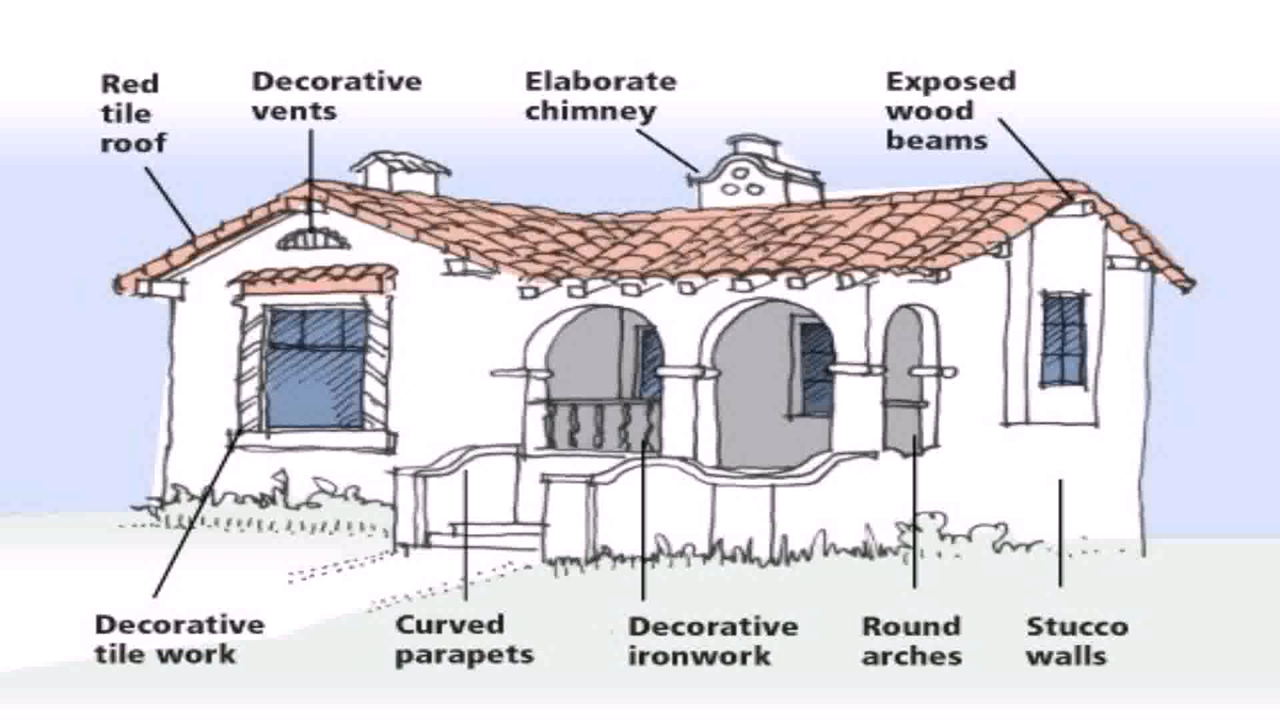 Red
tile
roof
Decorative
vents
Elaborate
chimney
Exposed
wood
beams
Decorative
tile work
Curved
parapets
Decorative
ironwork
Round
arches
Stucco
walls